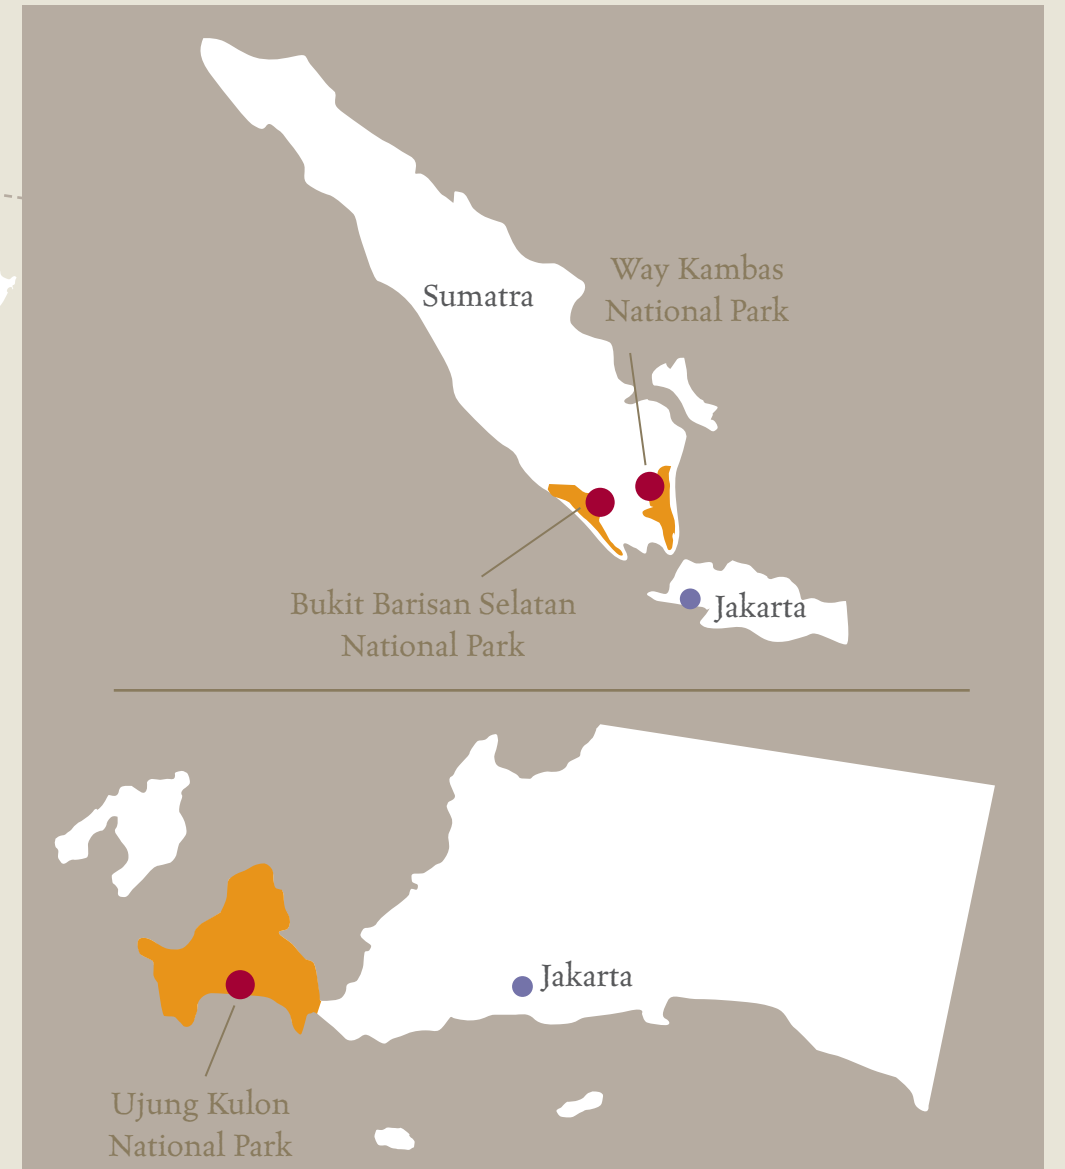 Way Kambas
National Park
Sumatra
Bukit Barisan Selatan
National Park
Jakarta
Jakarta
Ujung Kulon
National Park